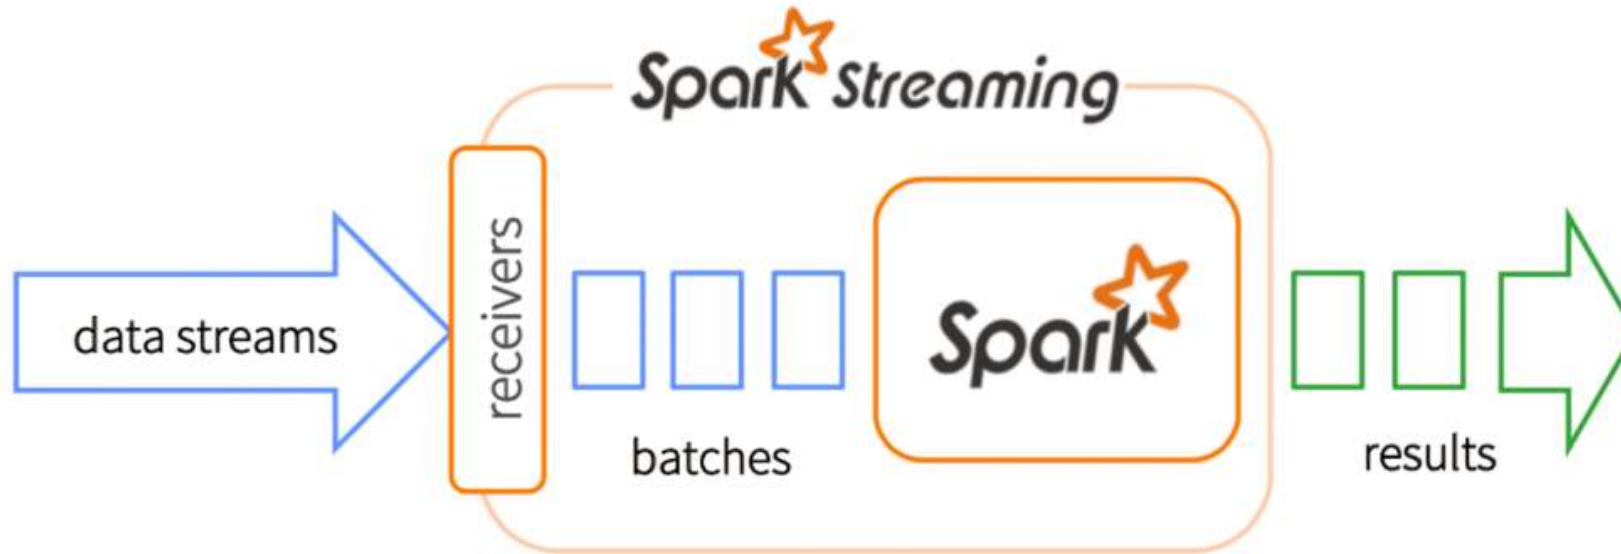 Spark Streaming
data streams
receivers
batches
Spark
results